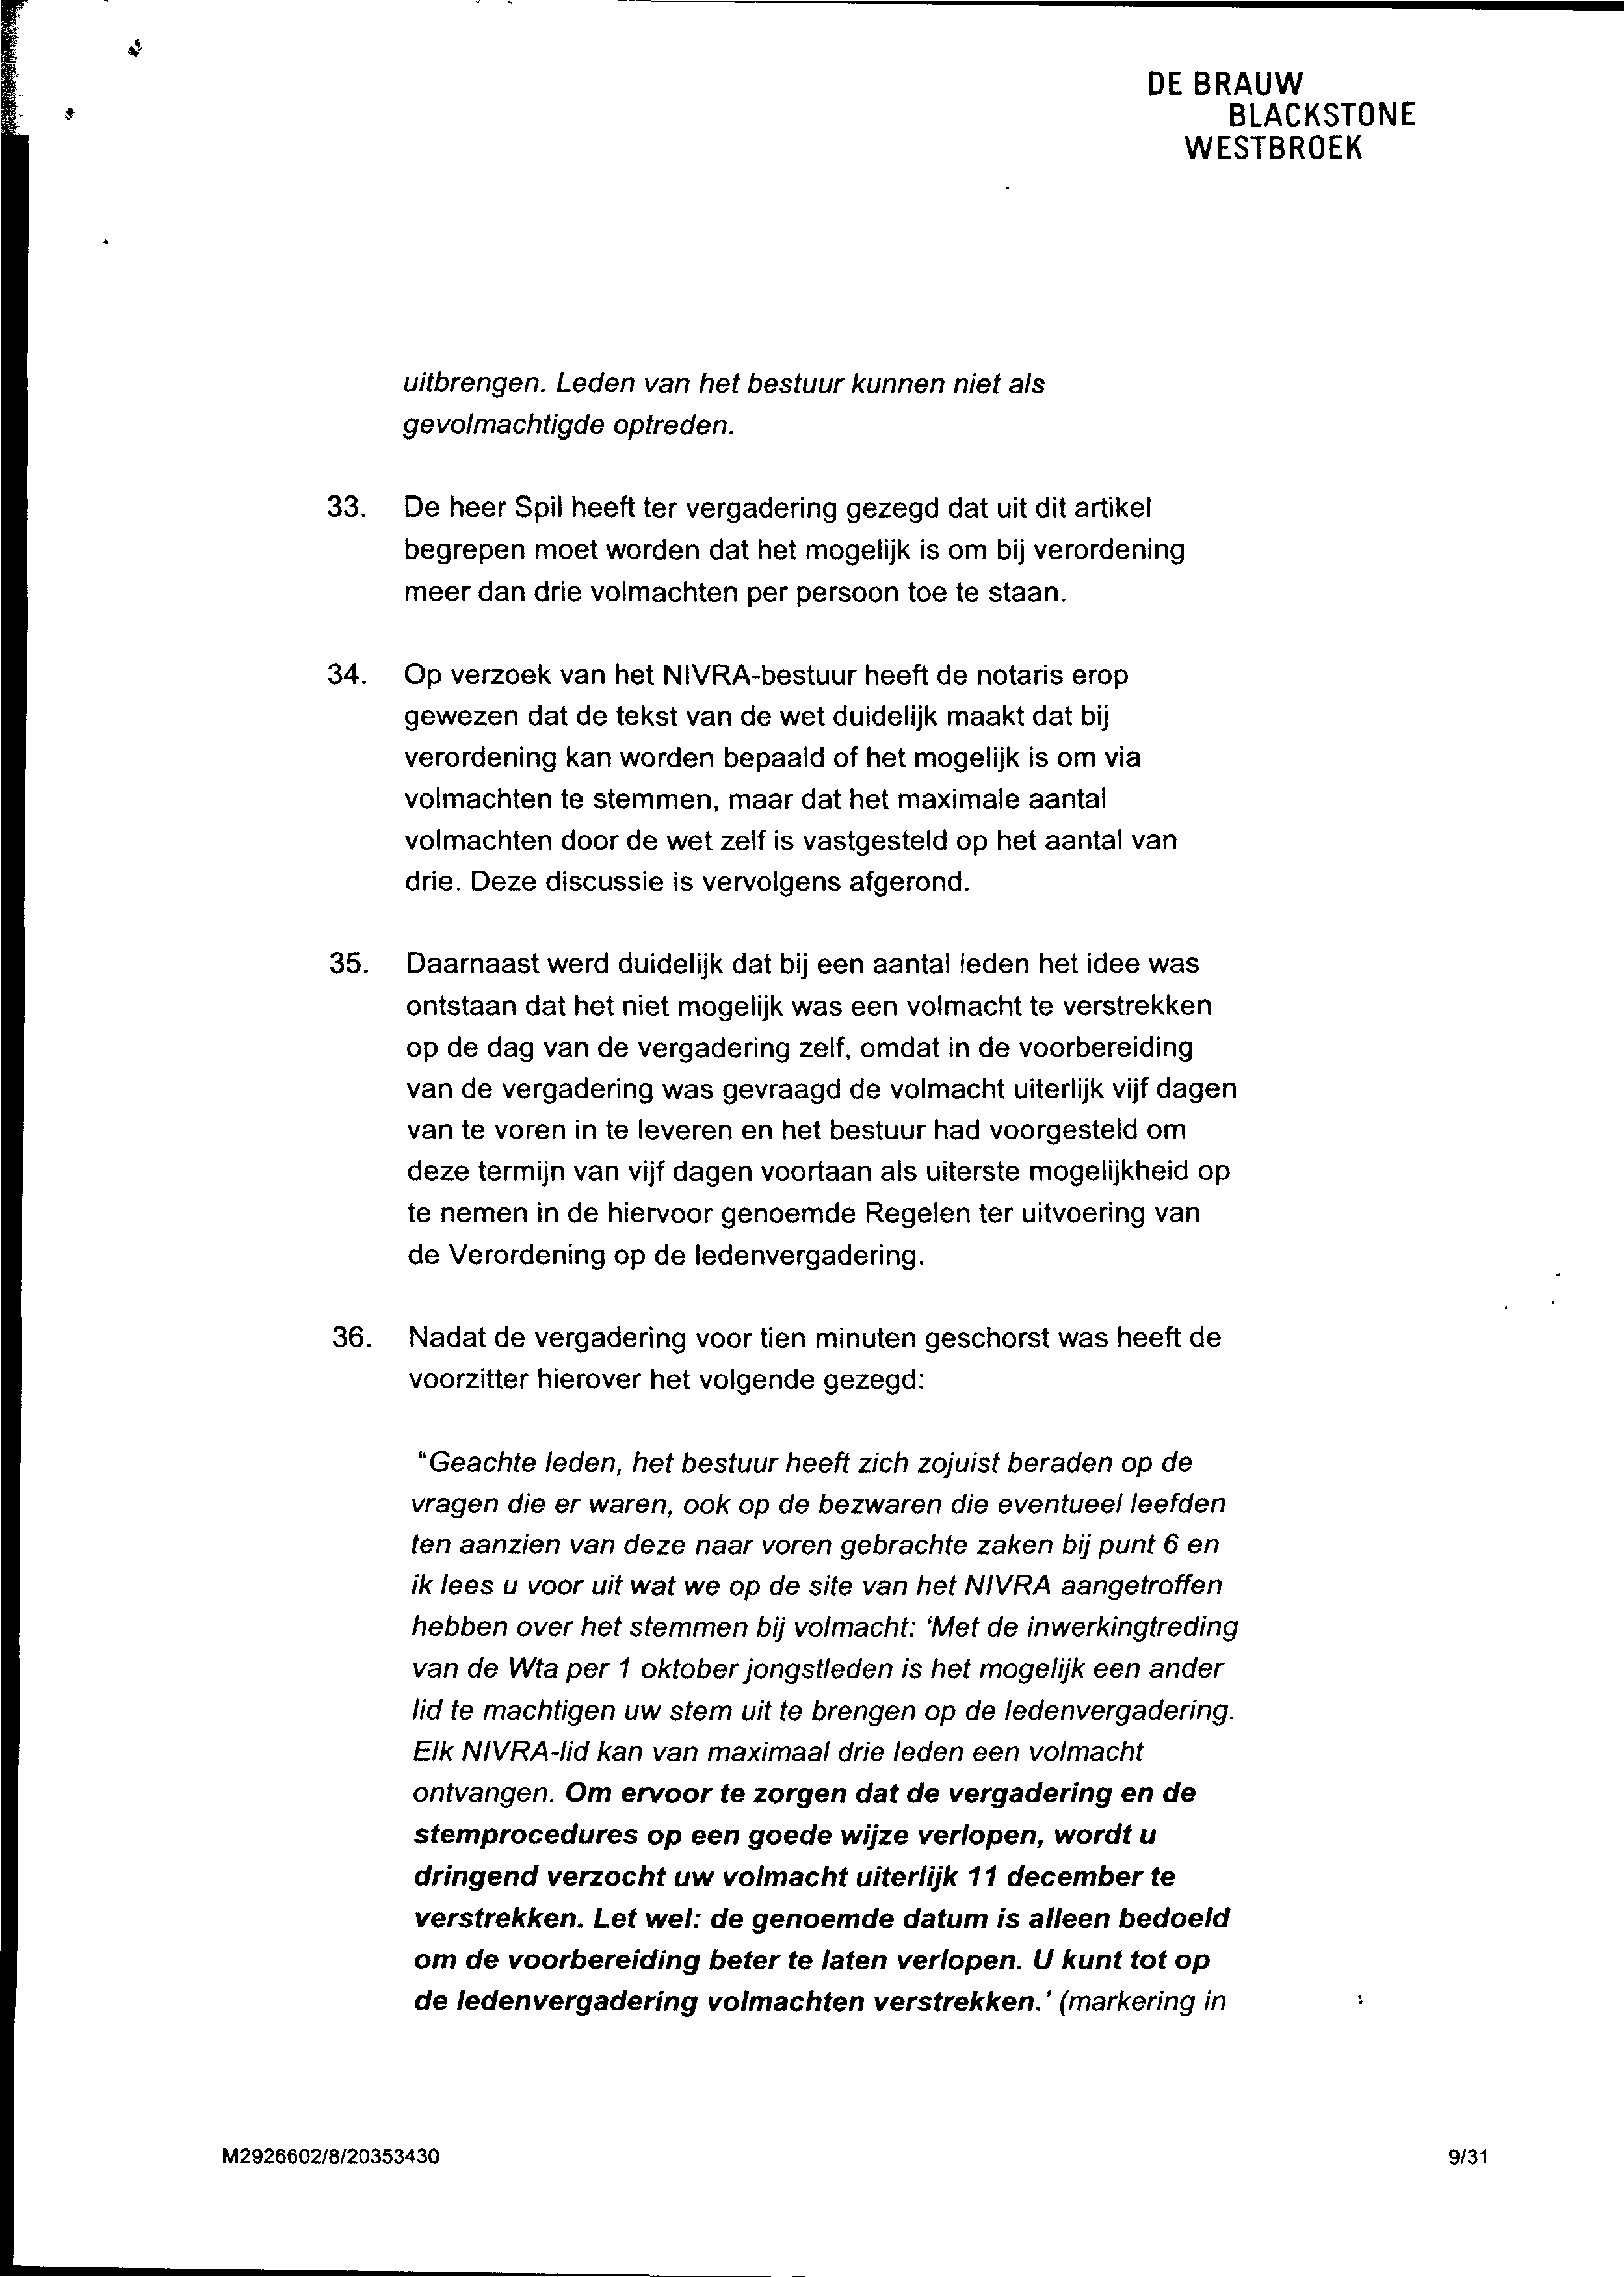 DE BRAUW
BLACKSTONE
WESTBROEK
uitbrengen. Leden van het bestuur kunnen niet als
gevolmachtigde optreden.
33. De heer Spil heeft ter vergadering gezegd dat uit dit artikel
begrepen moet worden dat het mogelijk is om bij verordening
meer dan drie volmachten per persoon toe te staan.
34. Op verzoek van het NIVRA-bestuur heeft de notaris erop
gewezen dat de tekst van de wet duidelijk maakt dat bij
verordening kan worden bepaald of het mogelijk is om via
volmachten te stemmen, maar dat het maximale aantal
volmachten door de wet zelf is vastgesteld op het aantal van
drie. Deze discussie is vervolgens afgerond.
35. Daarnaast werd duidelijk dat bij een aantal leden het idee was
ontstaan dat het niet mogelijk was een volmacht te verstrekken
op de dag van de vergadering zelf, omdat in de voorbereiding
van de vergadering was gevraagd de volmacht uiterlijk vijf dagen
van te voren in te leveren en het bestuur had voorgesteld om
deze termijn van vijf dagen voortaan als uiterste mogelijkheid op
te nemen in de hiervoor genoemde Regelen ter uitvoering van
de Verordening op de ledenvergadering.
36. Nadat de vergadering voor tien minuten geschorst was heeft de
voorzitter hierover het volgende gezegd:
“Geachte leden, het bestuur heeft zich zojuist beraden op de
vragen die er waren, ook op de bezwaren die eventueel leefden
ten aanzien van deze naar voren gebrachte zaken bij punt 6 en
ik lees u voor uit wat we op de site van het NIVRA aangetroffen
hebben over het stemmen bij volmacht: ‘Met de inwerkingtreding
van de Wta per 1 oktober jongstleden is het mogelijk een ander
lid te machtigen uw stem uit te brengen op de ledenvergadering.
Elk NIVRA-lid kan van maximaal drie leden een volmacht
ontvangen. Om ervoor te zorgen dat de vergadering en de
stemprocedures op een goede wijze verlopen, wordt u
dringend verzocht uw volmacht uiterlijk 11 december te
verstrekken. Let wel: de genoemde datum is alleen bedoeld
om de voorbereiding beter te laten verlopen. U kunt tot op
de ledenvergadering volmachten verstrekken.’ (markering in
M2926602/8/20353430 9/31